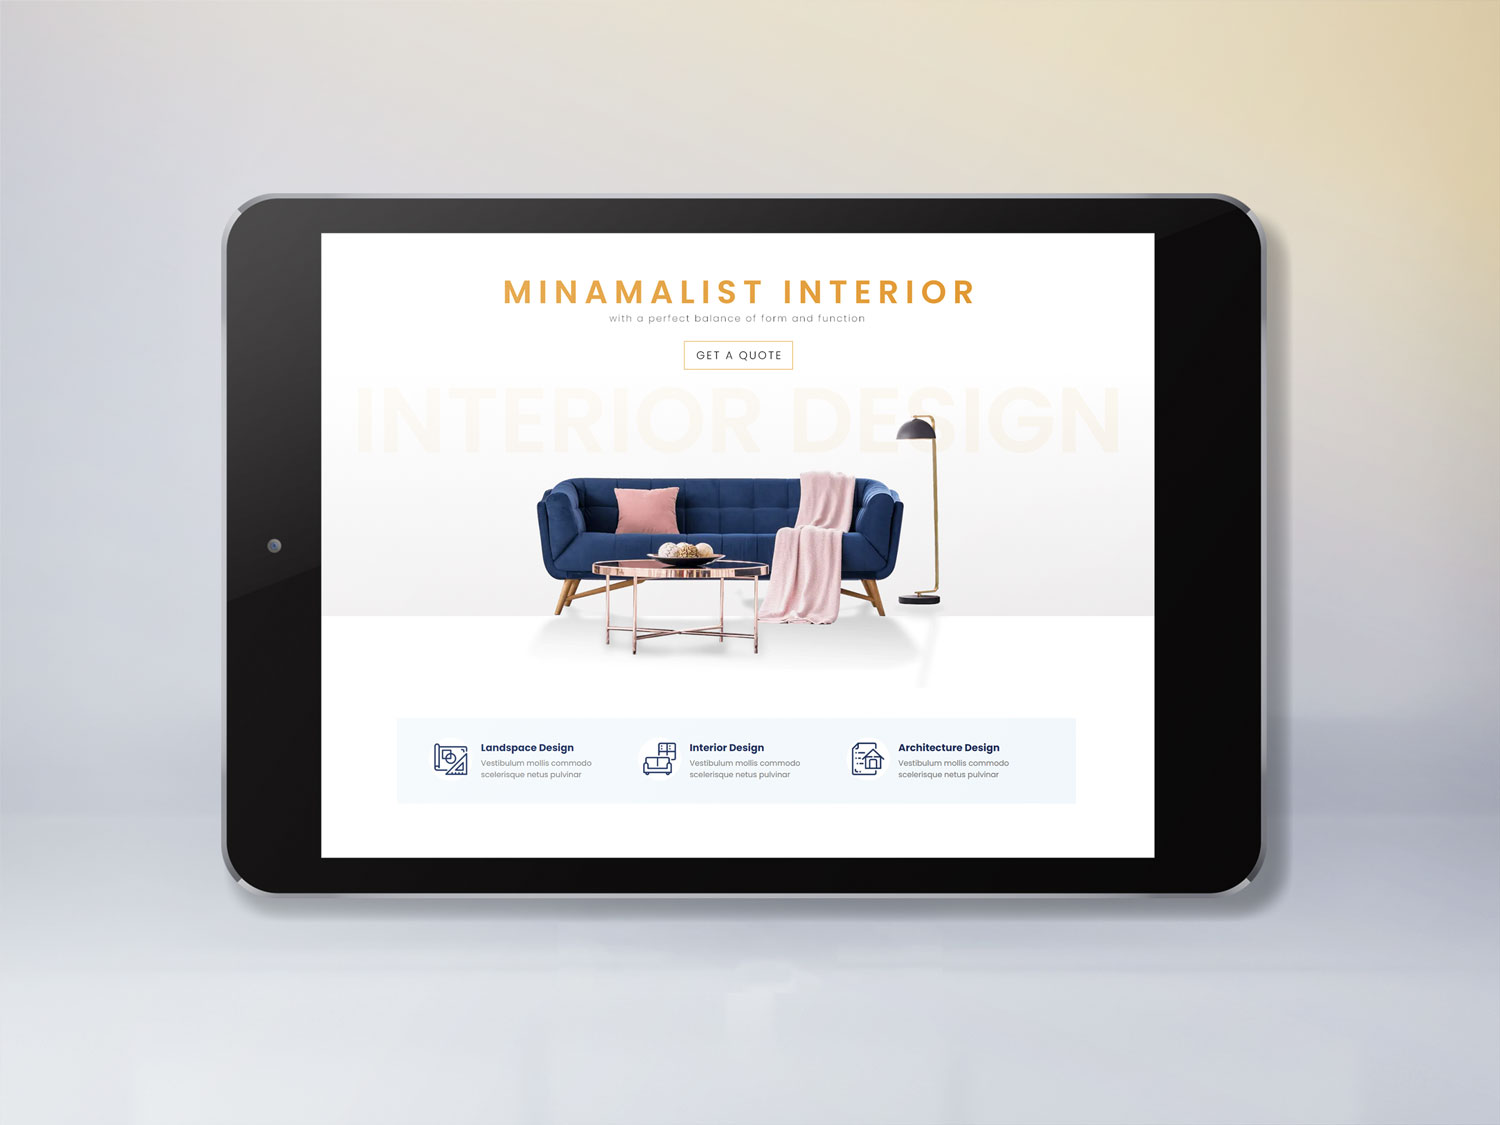 MINAMALIST INTERIOR
with a perfect balance of form and function
GET A QUOTE
INTERIOR DESIGN
Landspace Design
Vestibulum mollis commodo
scelerisque netus pulvinar
Interior Design
Vestibulum mollis commodo
scelerisque netus pulvinar
Architecture Design
Vestibulum mollis commodo
scelerisque netus pulvinar